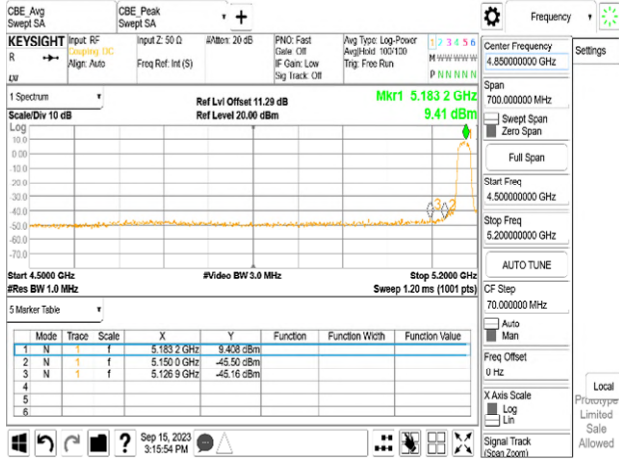 CBE_Avg
Swept SA
CBE_Peak
Swept SA
+
Frequency
Settings
KEYSIGHT
R
Input: RF
Coupling: DC
Align: Auto
Input Z: 50 Ω
Freq Ref: Int (S)
#Atten: 20 dB
PNO: Fast
Gate: Off
IF Gain: Low
Sig Track: Off
Avg Type: Log-Power
Avg|Hold: 100/100
Trig: Free Run
1 2 3 4 5 6
M W W W W W
P N N N N N
1 Spectrum
Scale/Div 10 dB
Ref Lvl Offset 11.29 dB
Ref Level 20.00 dBm
Mkr1 5.183 2 GHz
9.41 dBm
Log
10.0
0.00
-10.0
-20.0
-30.0
-40.0
-50.0
-60.0
-70.0
3
2
Start 4.5000 GHz
#Res BW 1.0 MHz
#Video BW 3.0 MHz
Stop 5.2000 GHz
Sweep 1.20 ms (1001 pts)
5 Marker Table
Mode Trace Scale X Y Function Function Width Function Value
1 N 1 f 5.183 2 GHz 9.408 dBm
2 N 1 f 5.150 0 GHz -45.50 dBm
3 N 1 f 5.126 9 GHz -45.16 dBm
4
5
6
Sep 15, 2023
3:15:54 PM
Center Frequency
4.850000000 GHz
Span
700.000000 MHz
Swept Span
Zero Span
Full Span
Start Freq
4.500000000 GHz
Stop Freq
5.200000000 GHz
AUTO TUNE
CF Step
70.000000 MHz
Auto
Man
Freq Offset
0 Hz
X Axis Scale
Log
Lin
Signal Track
(Span Zoom)
Local
Prototype
Limited
Sale
Allowed